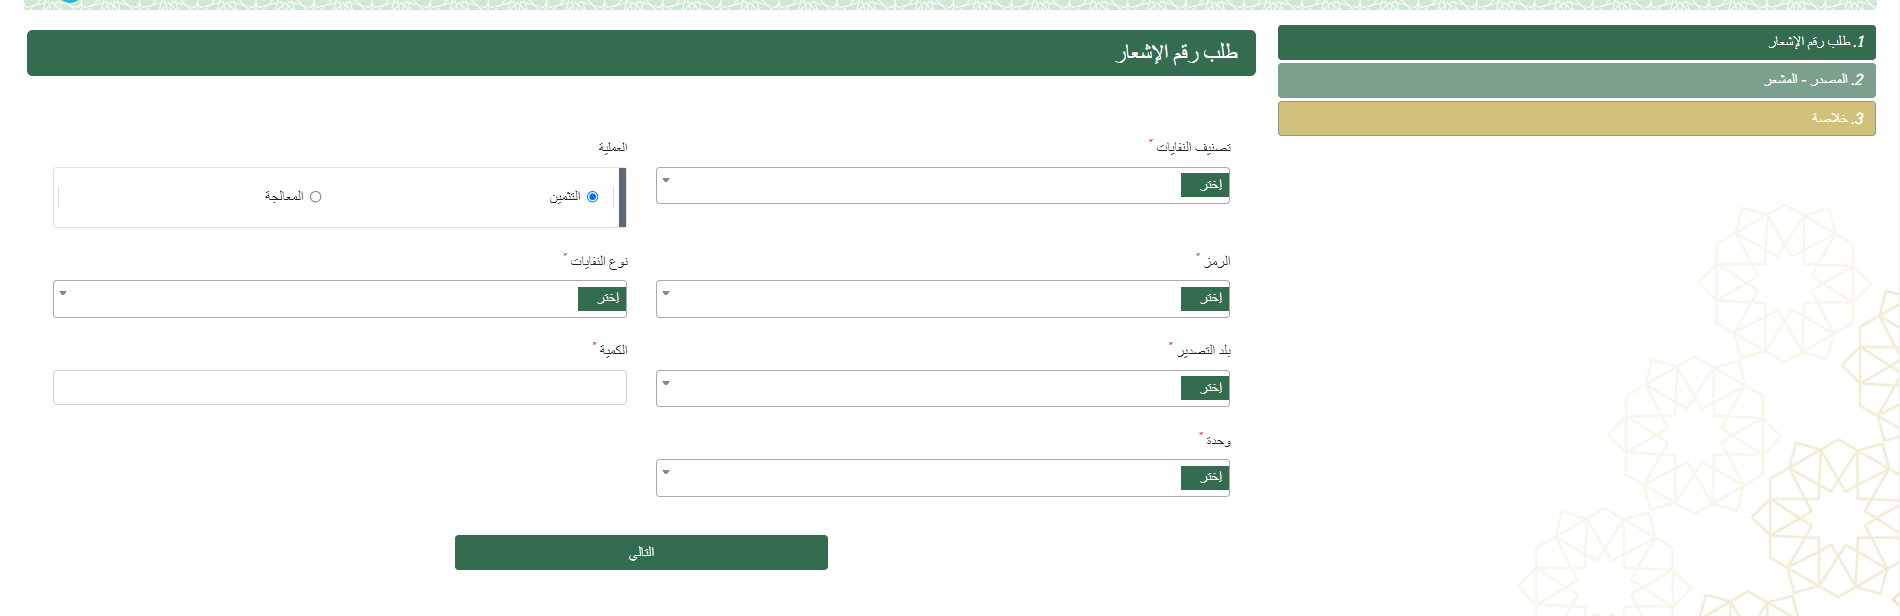 1. طلب رقم الإشعار
2. المصدر - المشعر
3. خلاصة
طلب رقم الإشعار
تصنيف النفايات *
إختر
العملية
التثمين
المعالجة
الرمز *
إختر
نوع النفايات *
إختر
بلد التصدير *
إختر
الكمية *
وحدة *
إختر
التالي